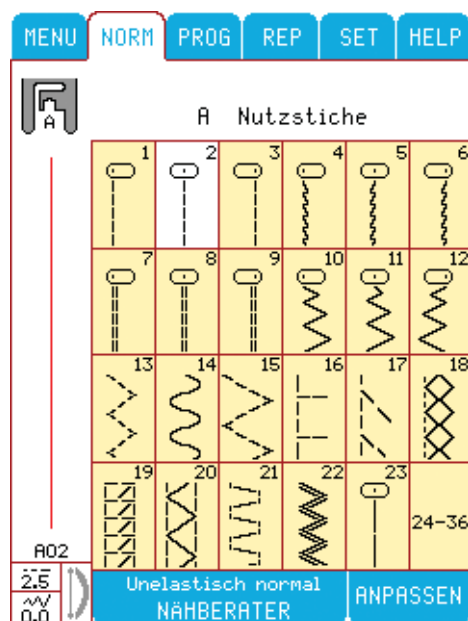 MENU NORM PROG REP SET HELP
A
A Nutzstiche
1 2 3 4 5 6
7 8 9 10 11 12
13 14 15 16 17 18
19 20 21 22 23 24-36
A02
2.5
0.0
Unelastisch normal
NÄHBERATER
ANPASSEN